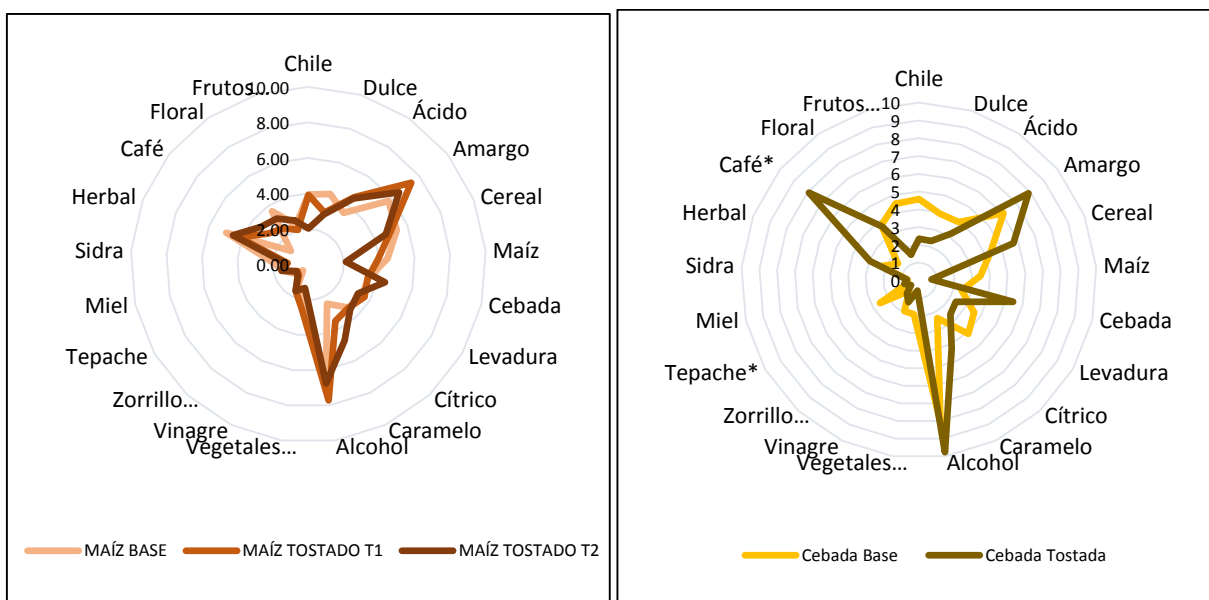 Chile
Dulce
Ácido
Amargo
Cereal
Maíz
Cebada
Levadura
Cítrico
Caramelo
Alcohol
Vegetales...
Vinagre
Zorrillo...
Tepache
Miel
Sidra
Herbal
Café
Floral
Frutos...
10.00
8.00
6.00
4.00
2.00
0.00
MAÍZ BASE
MAÍZ TOSTADO T1
MAÍZ TOSTADO T2
Chile
Dulce
Ácido
Amargo
Cereal
Maíz
Cebada
Levadura
Cítrico
Caramelo
Alcohol
Vegetales...
Vinagre
Zorrillo...
Tepache*
Miel
Sidra
Herbal
Café*
Floral
Frutos...
10
9
8
7
6
5
4
3
2
1
0
Cebada Base
Cebada Tostada